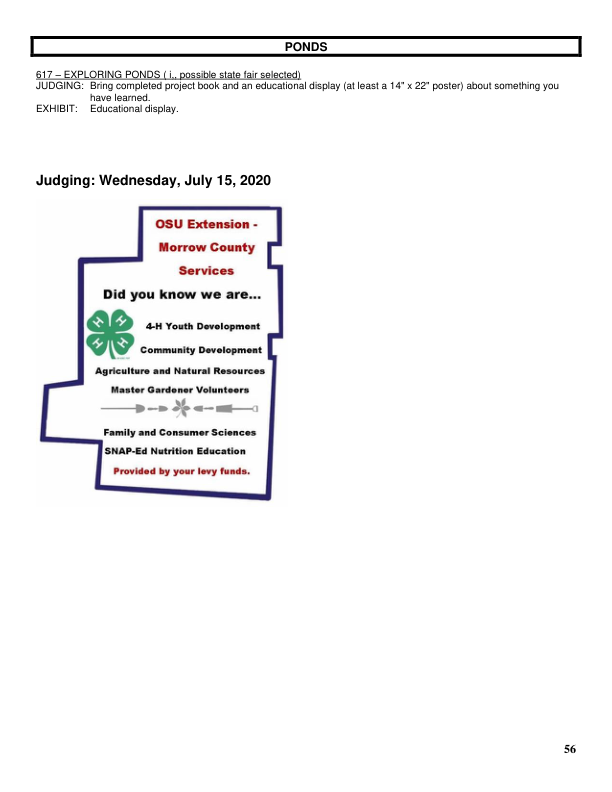 PONDS
617 – EXPLORING PONDS ( i,, possible state fair selected)
JUDGING: Bring completed project book and an educational display (at least a 14" x 22" poster) about something you
have learned.
EXHIBIT: Educational display.
Judging: Wednesday, July 15, 2020
OSU Extension -
Morrow County
Services
Did you know we are...
H H
H H
4-H Youth Development
Community Development
Agriculture and Natural Resources
Master Gardener Volunteers
Family and Consumer Sciences
SNAP-Ed Nutrition Education
Provided by your levy funds.
56